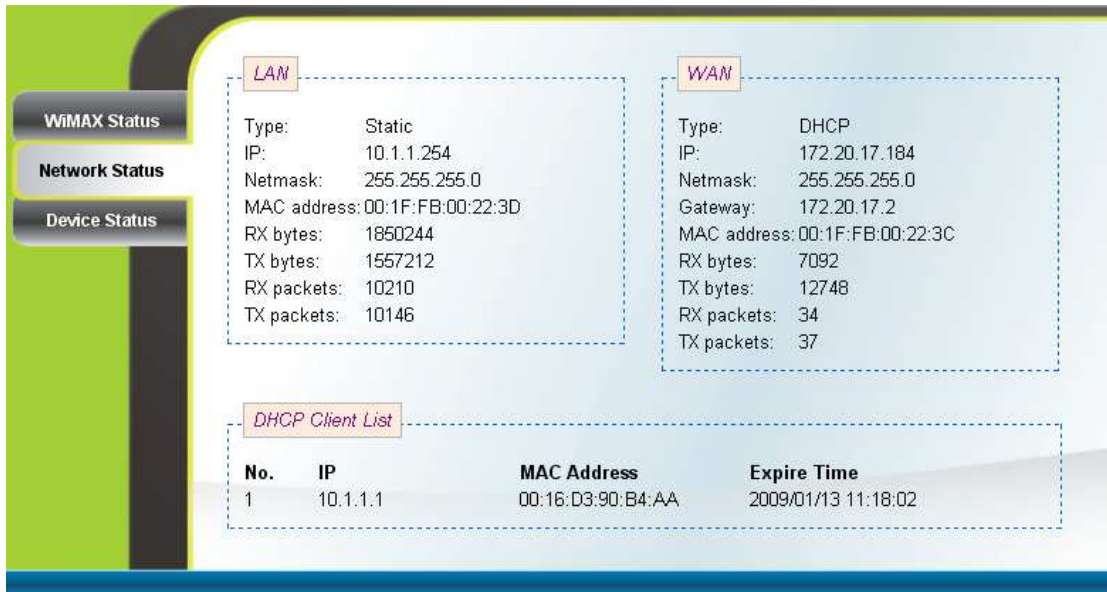 WiMAX Status
Network Status
Device Status
LAN
Type: Static
IP: 10.1.1.254
Netmask: 255.255.255.0
MAC address: 00:1F:FB:00:22:3D
RX bytes: 1850244
TX bytes: 1557212
RX packets: 10210
TX packets: 10146
WAN
Type: DHCP
IP: 172.20.17.184
Netmask: 255.255.255.0
Gateway: 172.20.17.2
MAC address: 00:1F:FB:00:22:3C
RX bytes: 7092
TX bytes: 12748
RX packets: 34
TX packets: 37
DHCP Client List
No. IP MAC Address Expire Time
1 10.1.1.1 00:16:D3:90:B4:AA 2009/01/13 11:18:02